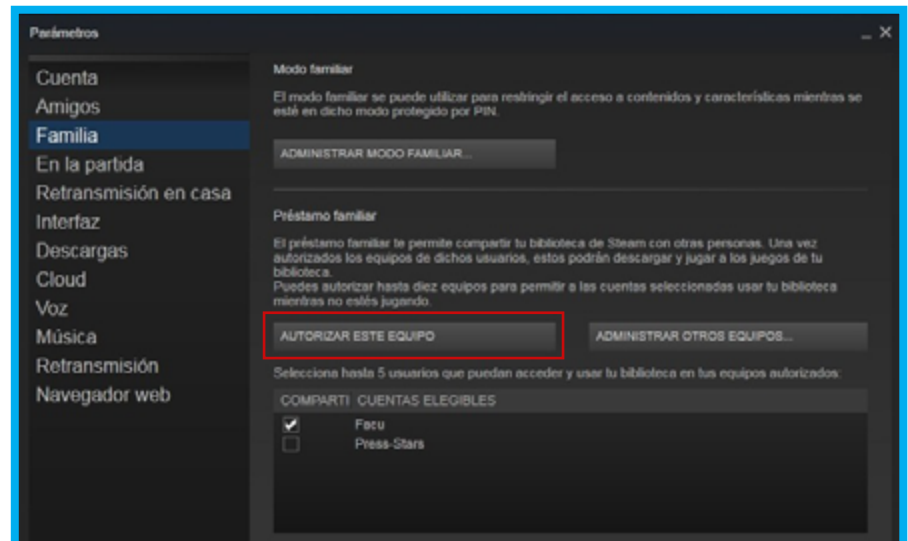 Parámetros
Cuenta
Amigos
Familia
En la partida
Retransmisión en casa
Interfaz
Descargas
Cloud
Voz
Música
Retransmisión
Navegador web
Modo familiar
El modo familiar se puede utilizar para restringir el acceso a contenidos y características mientras se
esté en dicho modo protegido por PIN.
ADMINISTRAR MODO FAMILIAR...
Préstamo familiar
El préstamo familiar te permite compartir tu biblioteca de Steam con otras personas. Una vez
autorizados los equipos de dichos usuarios, estos podrán descargar y jugar a los juegos de tu
biblioteca.
Puedes autorizar hasta diez equipos para permitir a las cuentas seleccionadas usar tu biblioteca
mientras no estés jugando.
AUTORIZAR ESTE EQUIPO
ADMINISTRAR OTROS EQUIPOS...
Selecciona hasta 5 usuarios que puedan acceder y usar tu biblioteca en tus equipos autorizados:
COMPARTI CUENTAS ELEGIBLES
Facu
Press-Stars